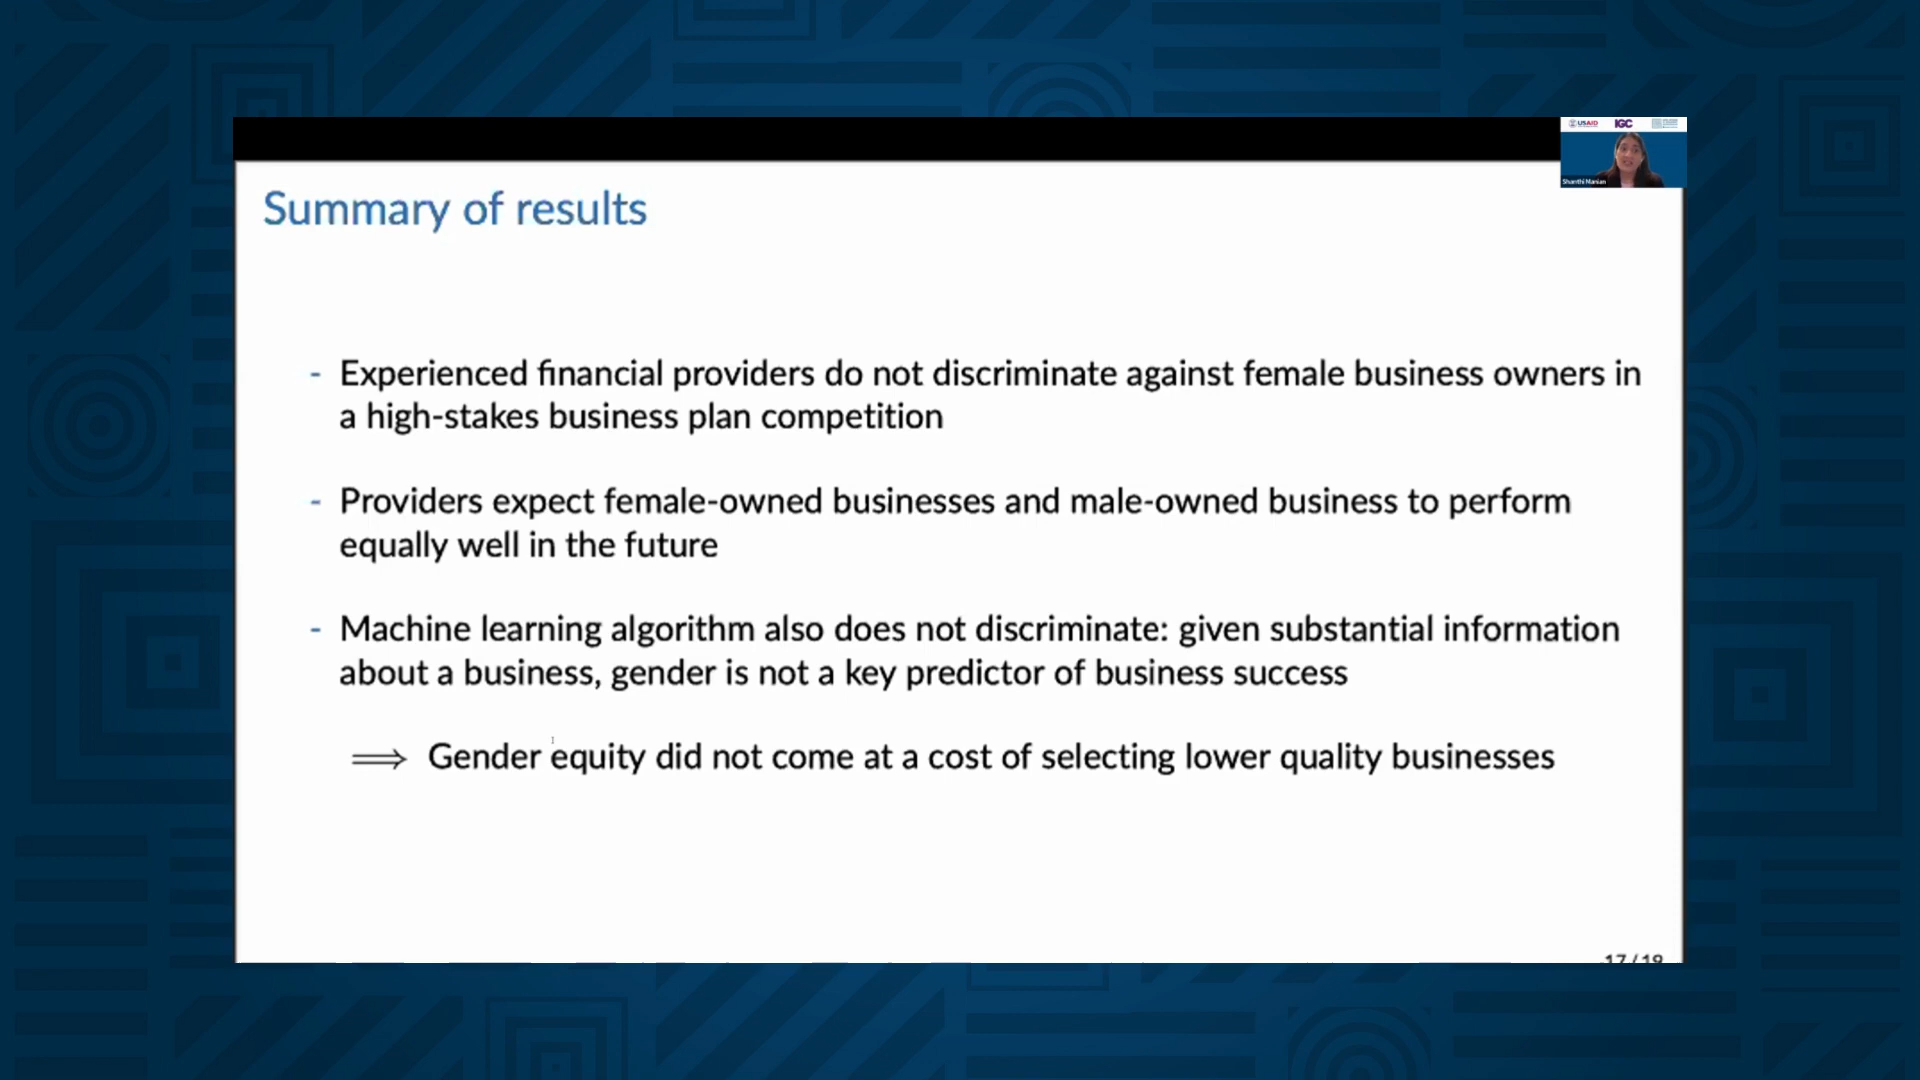 USAID IGC
Shanthi Manian
Summary of results
- Experienced financial providers do not discriminate against female business owners in
a high-stakes business plan competition
- Providers expect female-owned businesses and male-owned business to perform
equally well in the future
- Machine learning algorithm also does not discriminate: given substantial information
about a business, gender is not a key predictor of business success
⟹ Gender equity did not come at a cost of selecting lower quality businesses
17 / 19